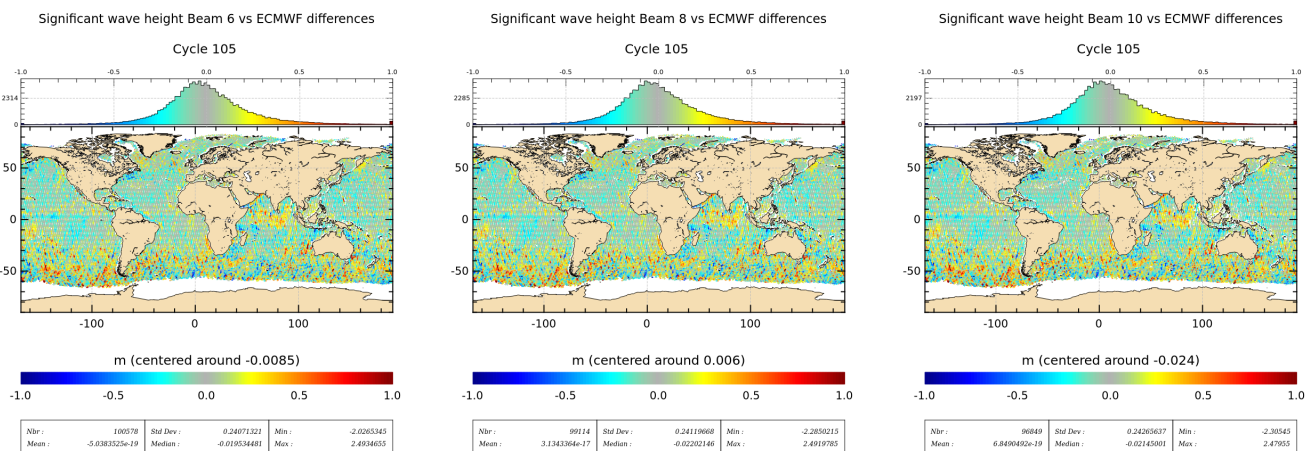 Significant wave height Beam 6 vs ECMWF differences
Cycle 105
-1.0 -0.5 0.0 0.5 1.0
2314
0
50
0
-50
-100 0 100
m (centered around -0.0085)
-1.0 -0.5 0.0 0.5 1.0
Nbr : 100578 Std Dev : 0.24071321 Min : -2.0265345
Mean : -5.0383525e-19 Median : -0.019534481 Max : 2.4934655
Significant wave height Beam 8 vs ECMWF differences
Cycle 105
-1.0 -0.5 0.0 0.5 1.0
2285
0
50
0
-50
-100 0 100
m (centered around 0.006)
-1.0 -0.5 0.0 0.5 1.0
Nbr : 99114 Std Dev : 0.24119668 Min : -2.2850215
Mean : 3.1343364e-17 Median : -0.02202146 Max : 2.4919785
Significant wave height Beam 10 vs ECMWF differences
Cycle 105
-1.0 -0.5 0.0 0.5 1.0
2197
0
50
0
-50
-100 0 100
m (centered around -0.024)
-1.0 -0.5 0.0 0.5 1.0
Nbr : 96849 Std Dev : 0.24265637 Min : -2.30545
Mean : 6.8490492e-19 Median : -0.02145001 Max : 2.47955